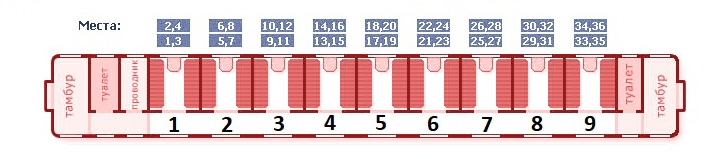 Места: 2,4 6,8 10,12 14,16 18,20 22,24 26,28 30,32 34,36
1,3 5,7 9,11 13,15 17,19 21,23 25,27 29,31 33,35
тамбур туалет проводник туалет тамбур
1 2 3 4 5 6 7 8 9